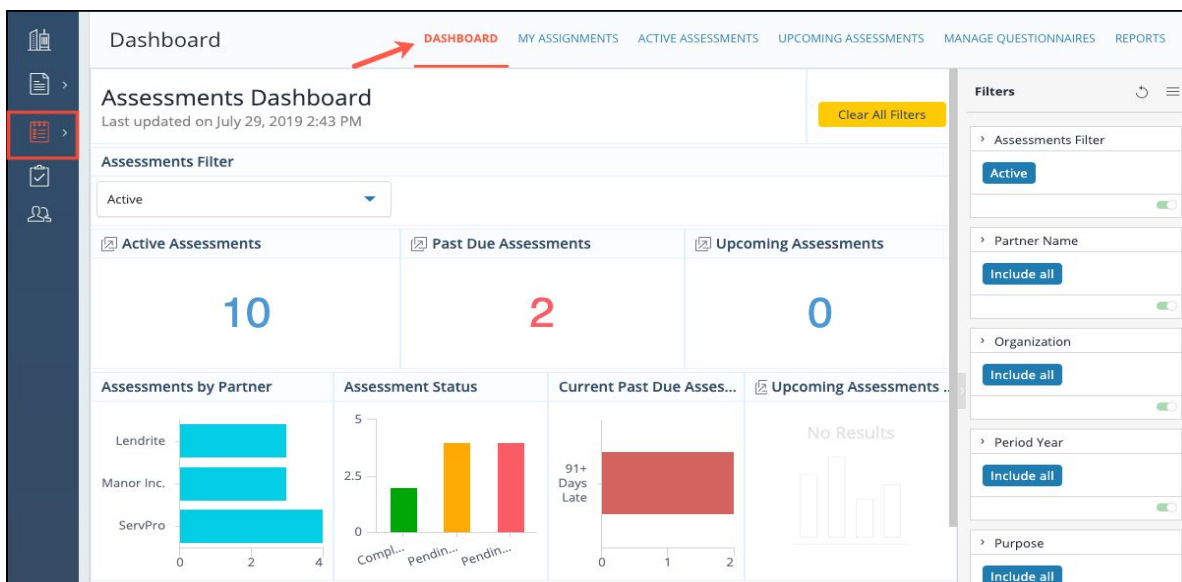 Dashboard
DASHBOARD MY ASSIGNMENTS ACTIVE ASSESSMENTS UPCOMING ASSESSMENTS MANAGE QUESTIONNAIRES REPORTS
Assessments Dashboard
Last updated on July 29, 2019 2:43 PM
Clear All Filters
Assessments Filter
Active
Active Assessments
10
Past Due Assessments
2
Upcoming Assessments
0
Assessments by Partner
Lendrite
Manor Inc.
ServPro
0 2 4
Assessment Status
5
2.5
0
Compl... Pendin... Pendin...
Current Past Due Asses...
91+
Days
Late
0 1 2
Upcoming Assessments ..
No Results
Filters
Assessments Filter
Active
Partner Name
Include all
Organization
Include all
Period Year
Include all
Purpose
Include all